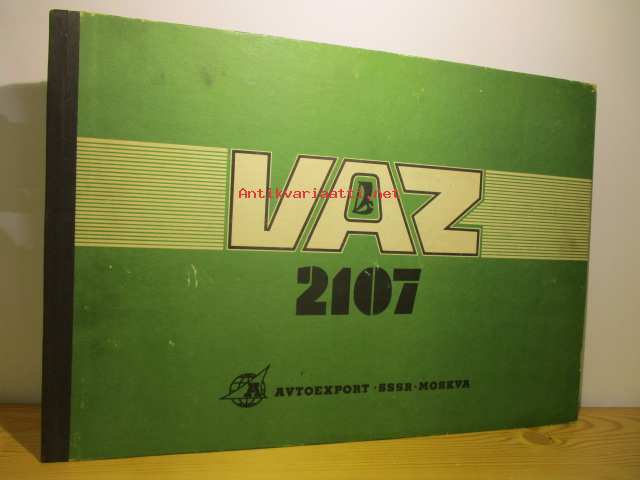 VAZ
Antikvariaatti.net
2107
AVTOEXPORT · SSSR · MOSKVA